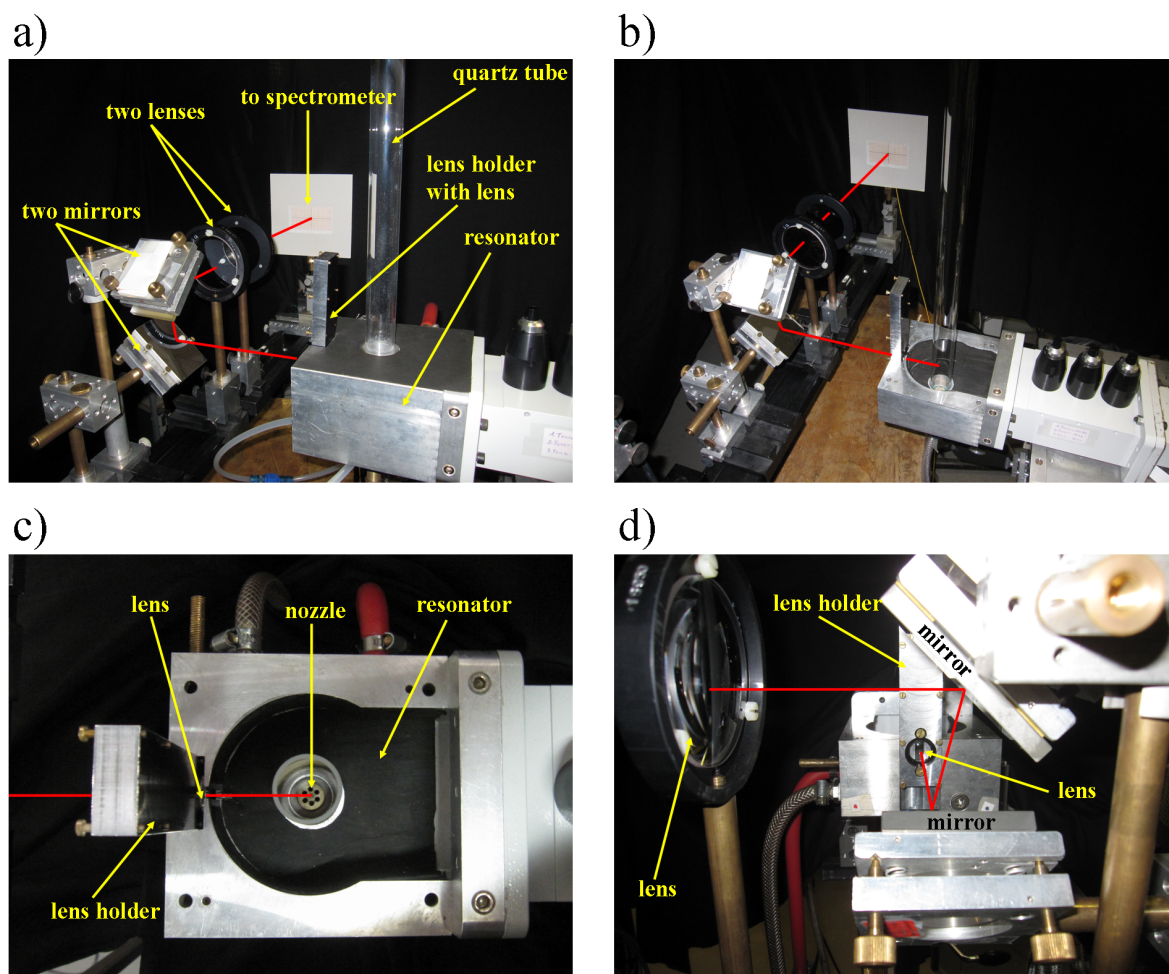 a)
b)
quartz tube
to spectrometer
two lenses
lens holder
with lens
two mirrors
resonator
c)
d)
lens
nozzle
resonator
lens holder
lens holder
mirror
lens
mirror
lens